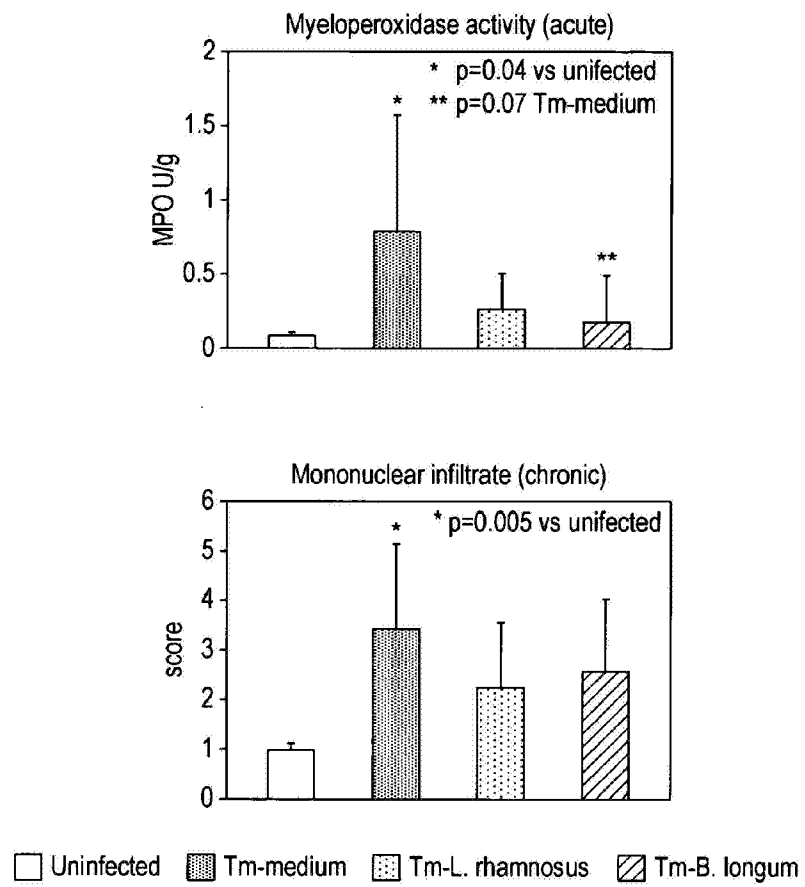 Myeloperoxidase activity (acute)
2
1.5
1
0.5
0
MPO U/g
* p=0.04 vs unifected
** p=0.07 Tm-medium
*
**
Mononuclear infiltrate (chronic)
6
5
4
3
2
1
0
score
* p=0.005 vs unifected
*
Uninfected Tm-medium Tm-L. rhamnosus Tm-B. longum